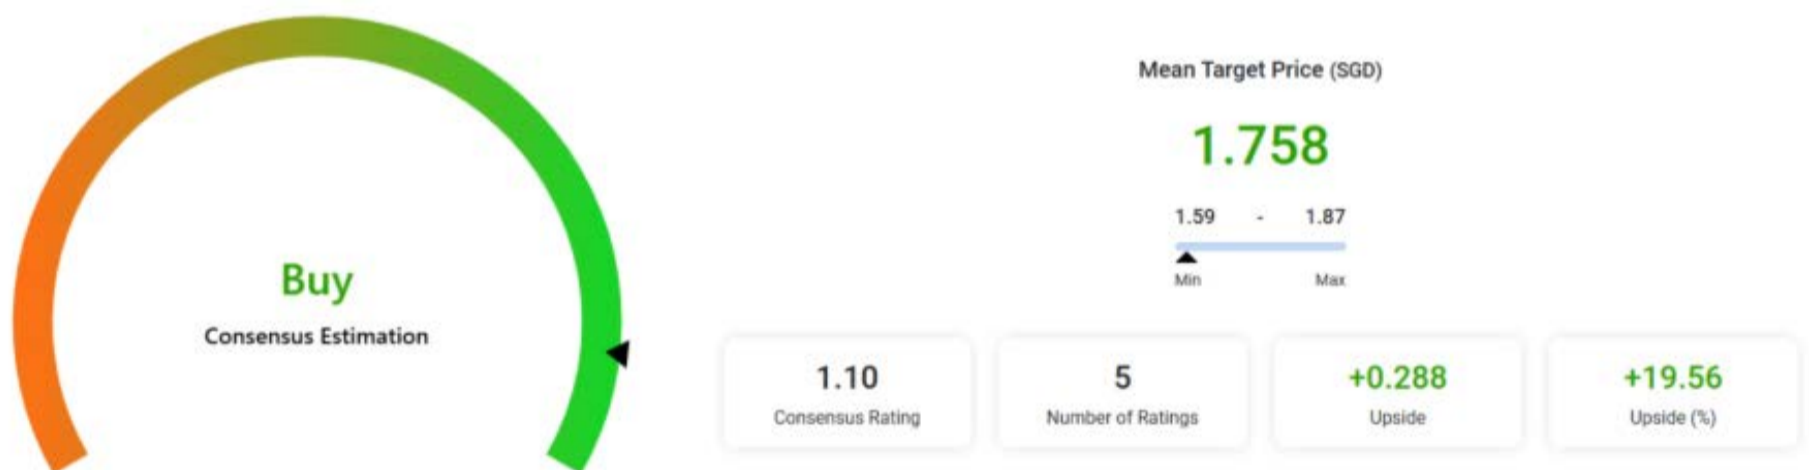 Buy
Consensus Estimation
Mean Target Price (SGD)
1.758
1.59 - 1.87
Min Max
1.10
Consensus Rating
5
Number of Ratings
+0.288
Upside
+19.56
Upside (%)